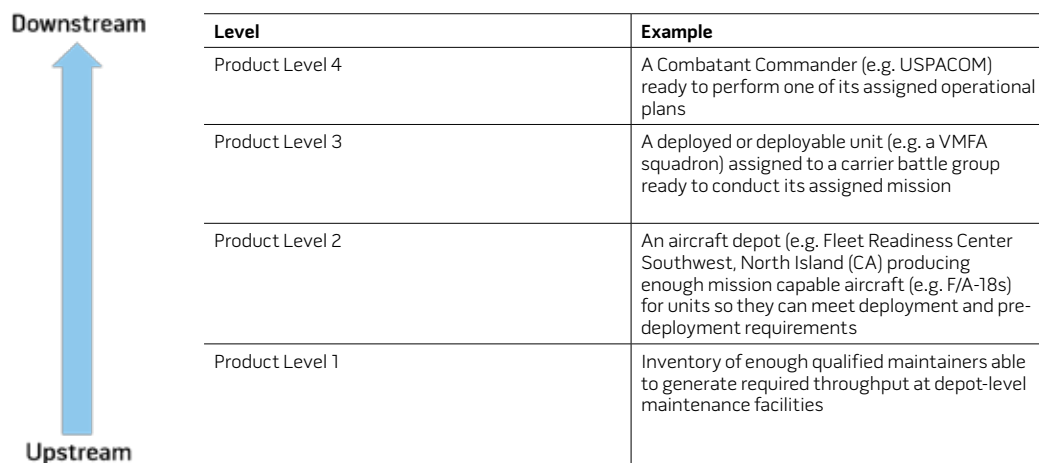 Downstream
Level Example
Product Level 4 A Combatant Commander (e.g. USPACOM)
ready to perform one of its assigned operational
plans
Product Level 3 A deployed or deployable unit (e.g. a VMFA
squadron) assigned to a carrier battle group
ready to conduct its assigned mission
Product Level 2 An aircraft depot (e.g. Fleet Readiness Center
Southwest, North Island (CA) producing
enough mission capable aircraft (e.g. F/A-18s)
for units so they can meet deployment and pre-
deployment requirements
Product Level 1 Inventory of enough qualified maintainers able
to generate required throughput at depot-level
maintenance facilities
Upstream